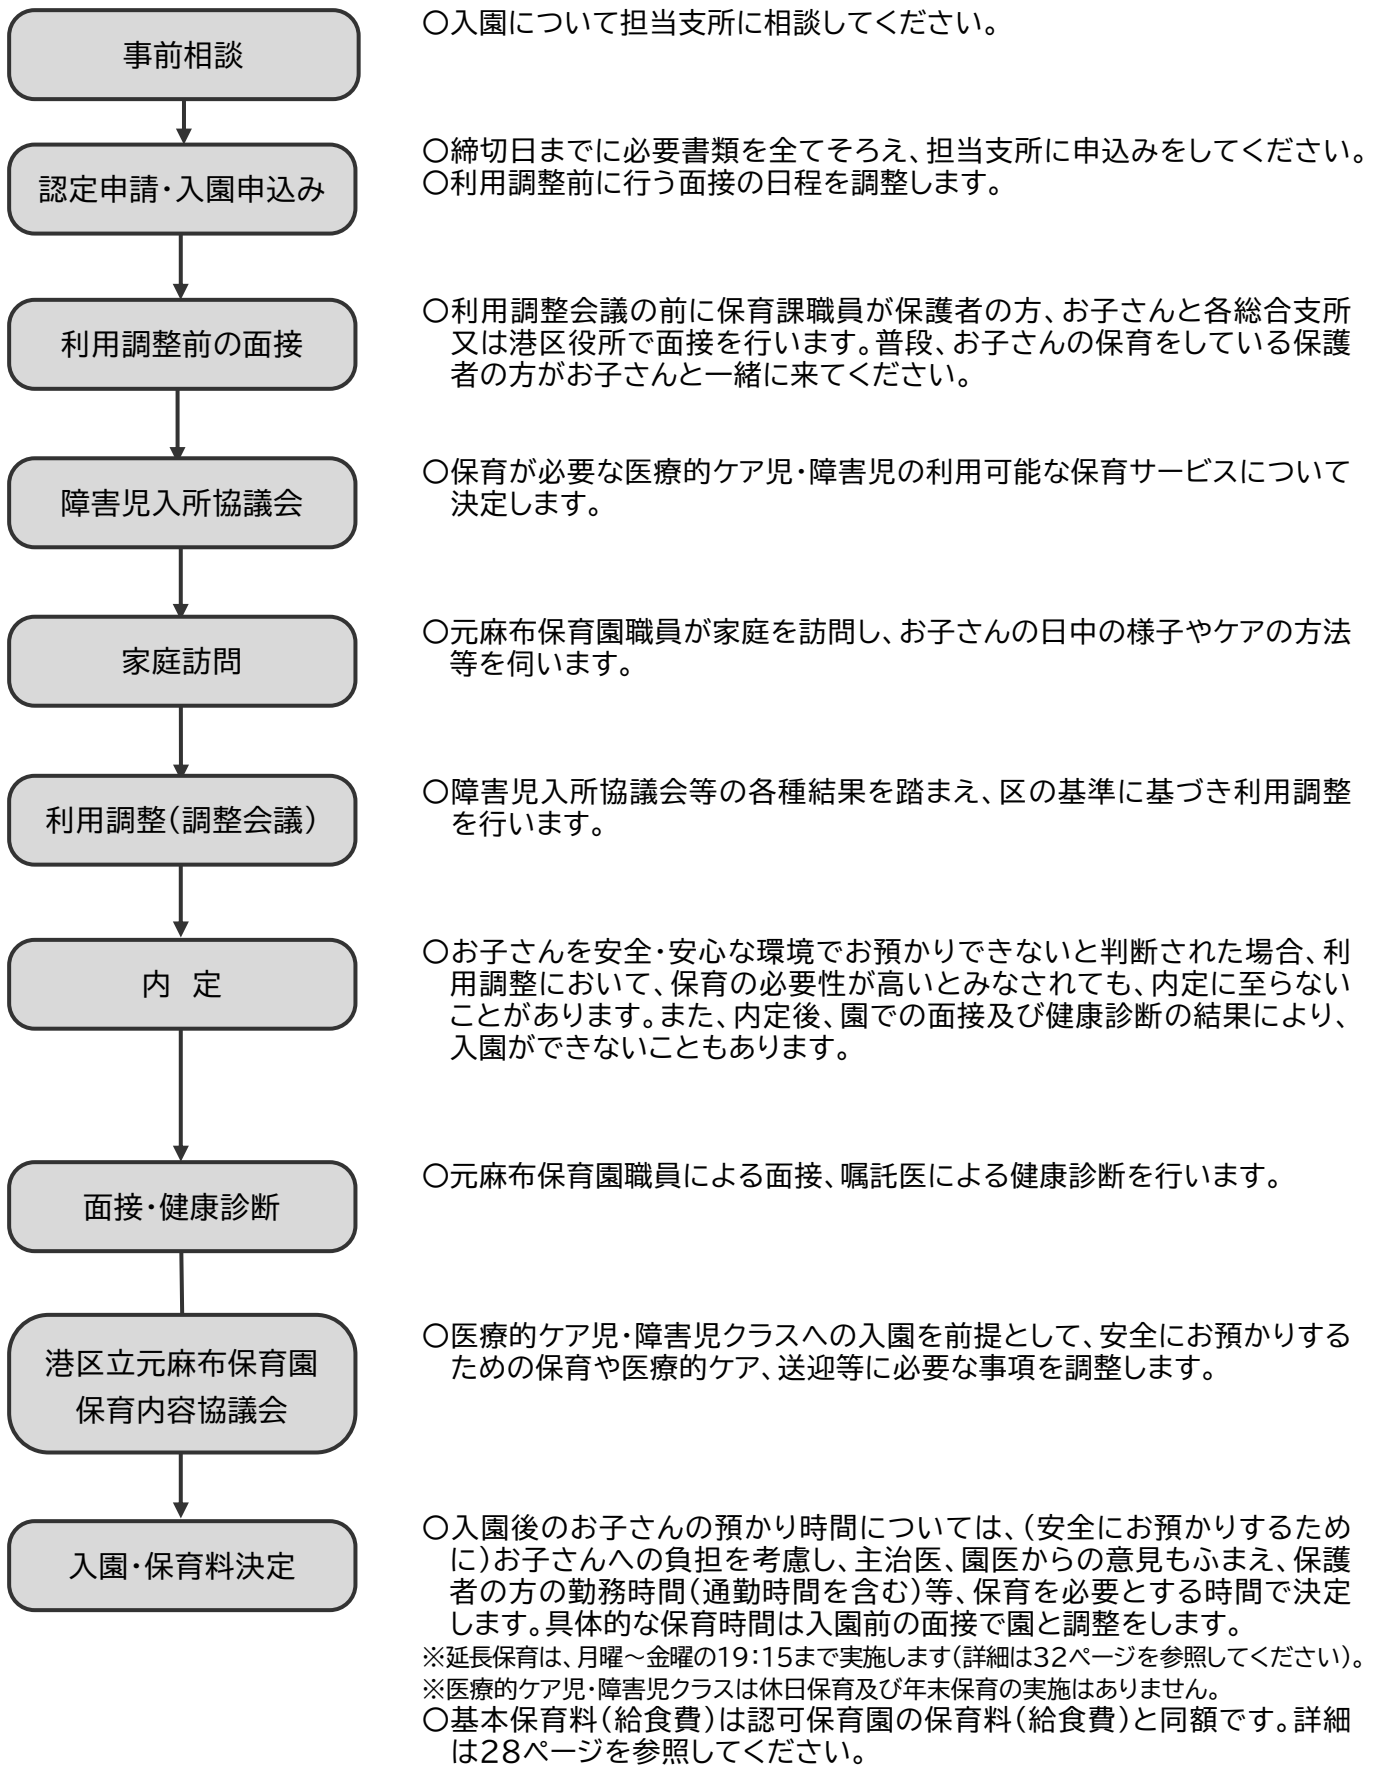 事前相談
〇入園について担当支所に相談してください。
認定申請・入園申込み
〇締切日までに必要書類を全てそろえ、担当支所に申込みをしてください。
〇利用調整前に行う面接の日程を調整します。
利用調整前の面接
〇利用調整会議の前に保育課職員が保護者の方、お子さんと各総合支所
又は港区役所で面接を行います。普段、お子さんの保育をしている保護
者の方がお子さんと一緒に来てください。
障害児入所協議会
〇保育が必要な医療的ケア児・障害児の利用可能な保育サービスについて
決定します。
家庭訪問
〇元麻布保育園職員が家庭を訪問し、お子さんの日中の様子やケアの方法
等を伺います。
利用調整（調整会議）
〇障害児入所協議会等の各種結果を踏まえ、区の基準に基づき利用調整
を行います。
内　定
〇お子さんを安全・安心な環境でお預かりできないと判断された場合、利
用調整において、保育の必要性が高いとみなされても、内定に至らない
ことがあります。また、内定後、園での面接及び健康診断の結果により、
入園ができないこともあります。
面接・健康診断
〇元麻布保育園職員による面接、嘱託医による健康診断を行います。
港区立元麻布保育園
保育内容協議会
〇医療的ケア児・障害児クラスへの入園を前提として、安全にお預かりする
ための保育や医療的ケア、送迎等に必要な事項を調整します。
入園・保育料決定
〇入園後のお子さんの預かり時間については、（安全にお預かりするため
に）お子さんへの負担を考慮し、主治医、園医からの意見もふまえ、保護
者の方の勤務時間（通勤時間を含む）等、保育を必要とする時間で決定
します。具体的な保育時間は入園前の面接で園と調整をします。
※延長保育は、月曜～金曜の19：15まで実施します（詳細は32ページを参照してください）。
※医療的ケア児・障害児クラスは休日保育及び年末保育の実施はありません。
〇基本保育料（給食費）は認可保育園の保育料（給食費）と同額です。詳細
は28ページを参照してください。